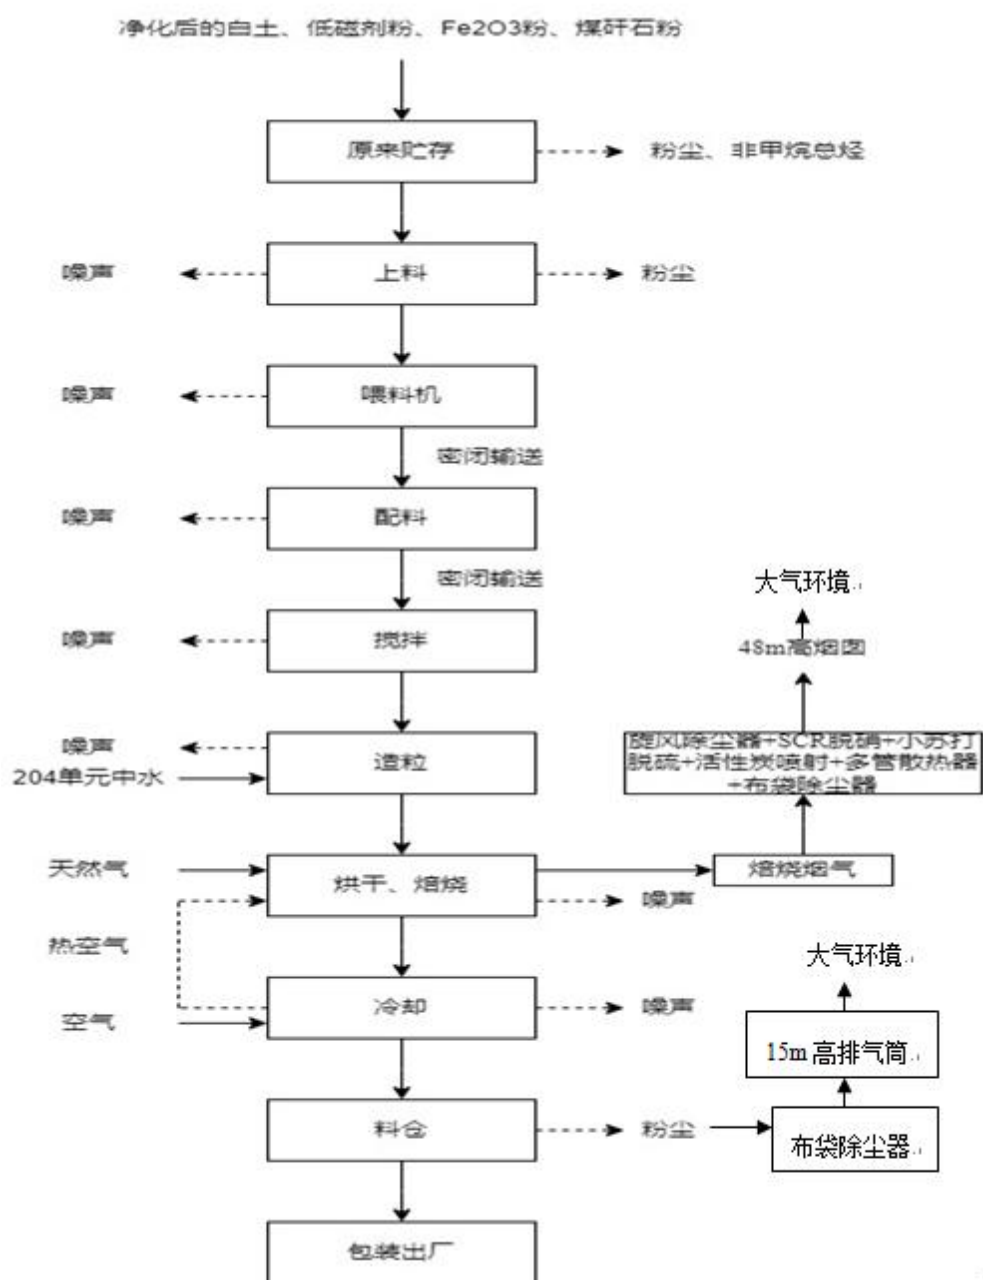 净化后的白土、低磁剂粉、Fe2O3粉、煤矸石粉
原来贮存
粉尘、非甲烷总烃
噪声
上料
粉尘
噪声
喂料机
密闭输送
噪声
配料
密闭输送
大气环境
噪声
搅拌
48m高烟囱
噪声
造粒
204单元中水
旋风除尘器+SCR脱硝+小苏打
脱硫+活性炭喷射+多管散热器
+布袋除尘器
天然气
烘干、焙烧
焙烧烟气
噪声
热空气
大气环境
空气
冷却
噪声
15m高排气筒
料仓
粉尘
布袋除尘器
包装出厂